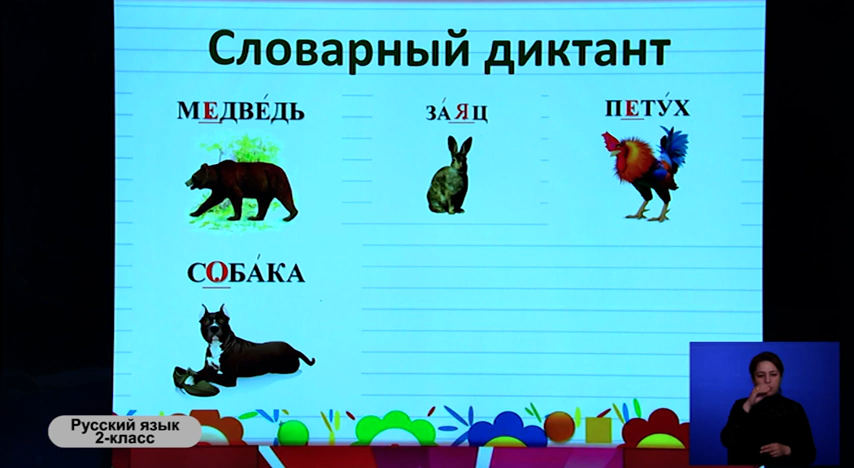 Словарный диктант
МЕДВЕ́ДЬ
ЗА́ЯЦ
ПЕТУ́Х
СОБА́КА
Русский язык
2-класс